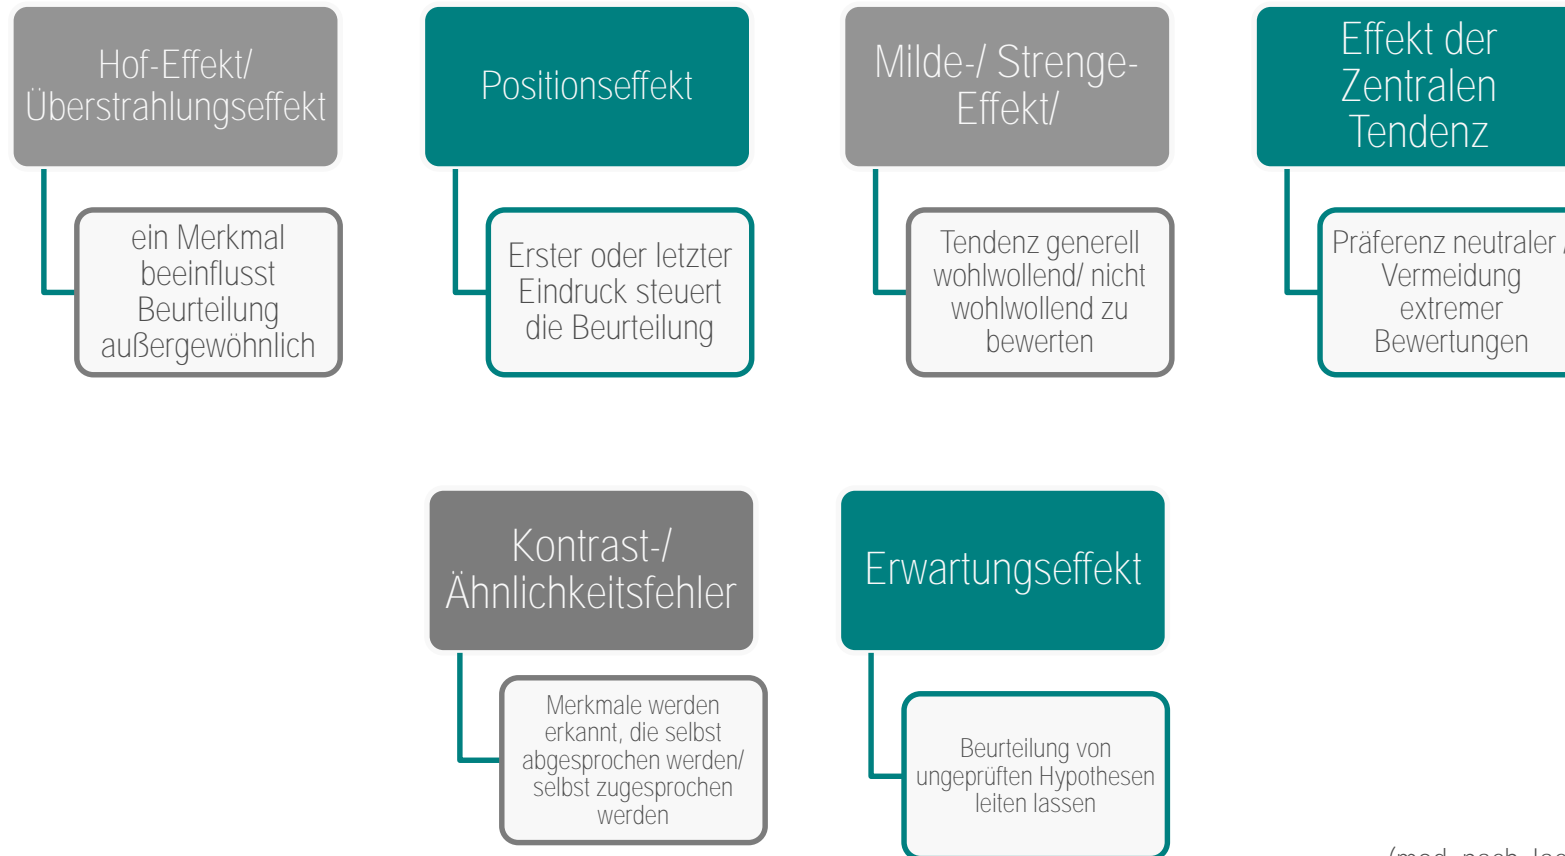 Hof-Effekt/
Überstrahlungseffekt
ein Merkmal
beeinflusst
Beurteilung
außergewöhnlich
Positionseffekt
Erster oder letzter
Eindruck steuert
die Beurteilung
Milde-/ Strenge-
Effekt/
Tendenz generell
wohlwollend/ nicht
wohlwollend zu
bewerten
Effekt der
Zentralen
Tendenz
Präferenz neutraler /
Vermeidung
extremer
Bewertungen
Kontrast-/
Ähnlichkeitsfehler
Merkmale werden
erkannt, die selbst
abgesprochen werden/
selbst zugesprochen
werden
Erwartungseffekt
Beurteilung von
ungeprüften Hypothesen
leiten lassen